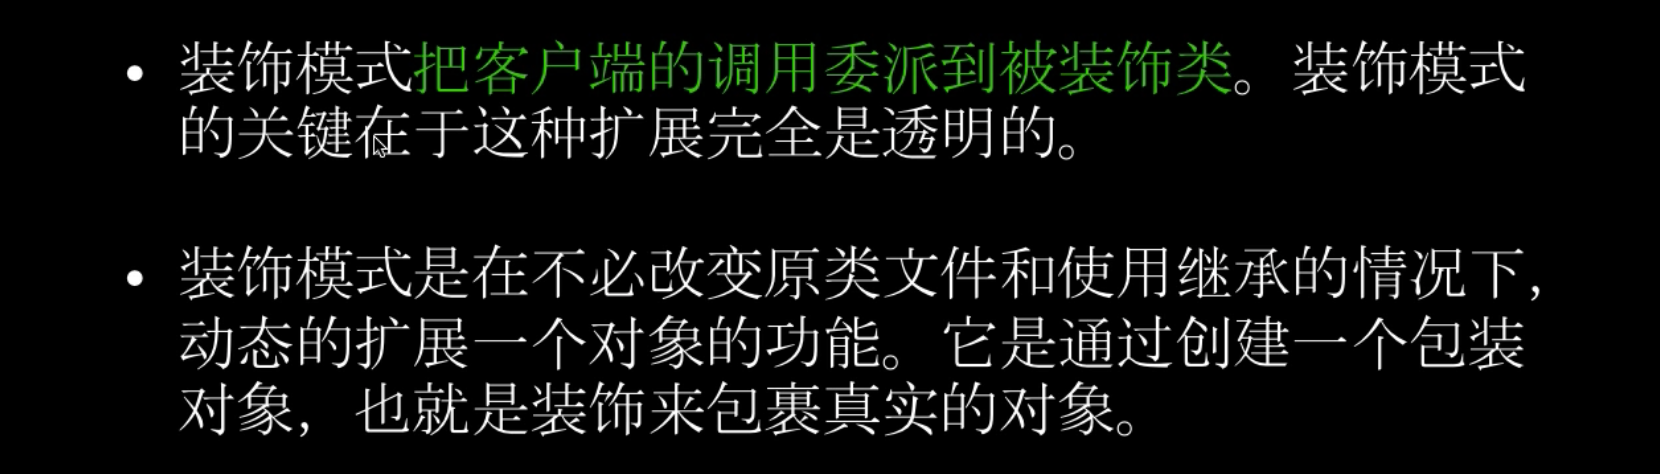 • 装饰模式把客户端的调用委派到被装饰类。装饰模式
的关键在于这种扩展完全是透明的。
• 装饰模式是在不必改变原类文件和使用继承的情况下,
动态的扩展一个对象的功能。它是通过创建一个包装
对象，也就是装饰来包裹真实的对象。